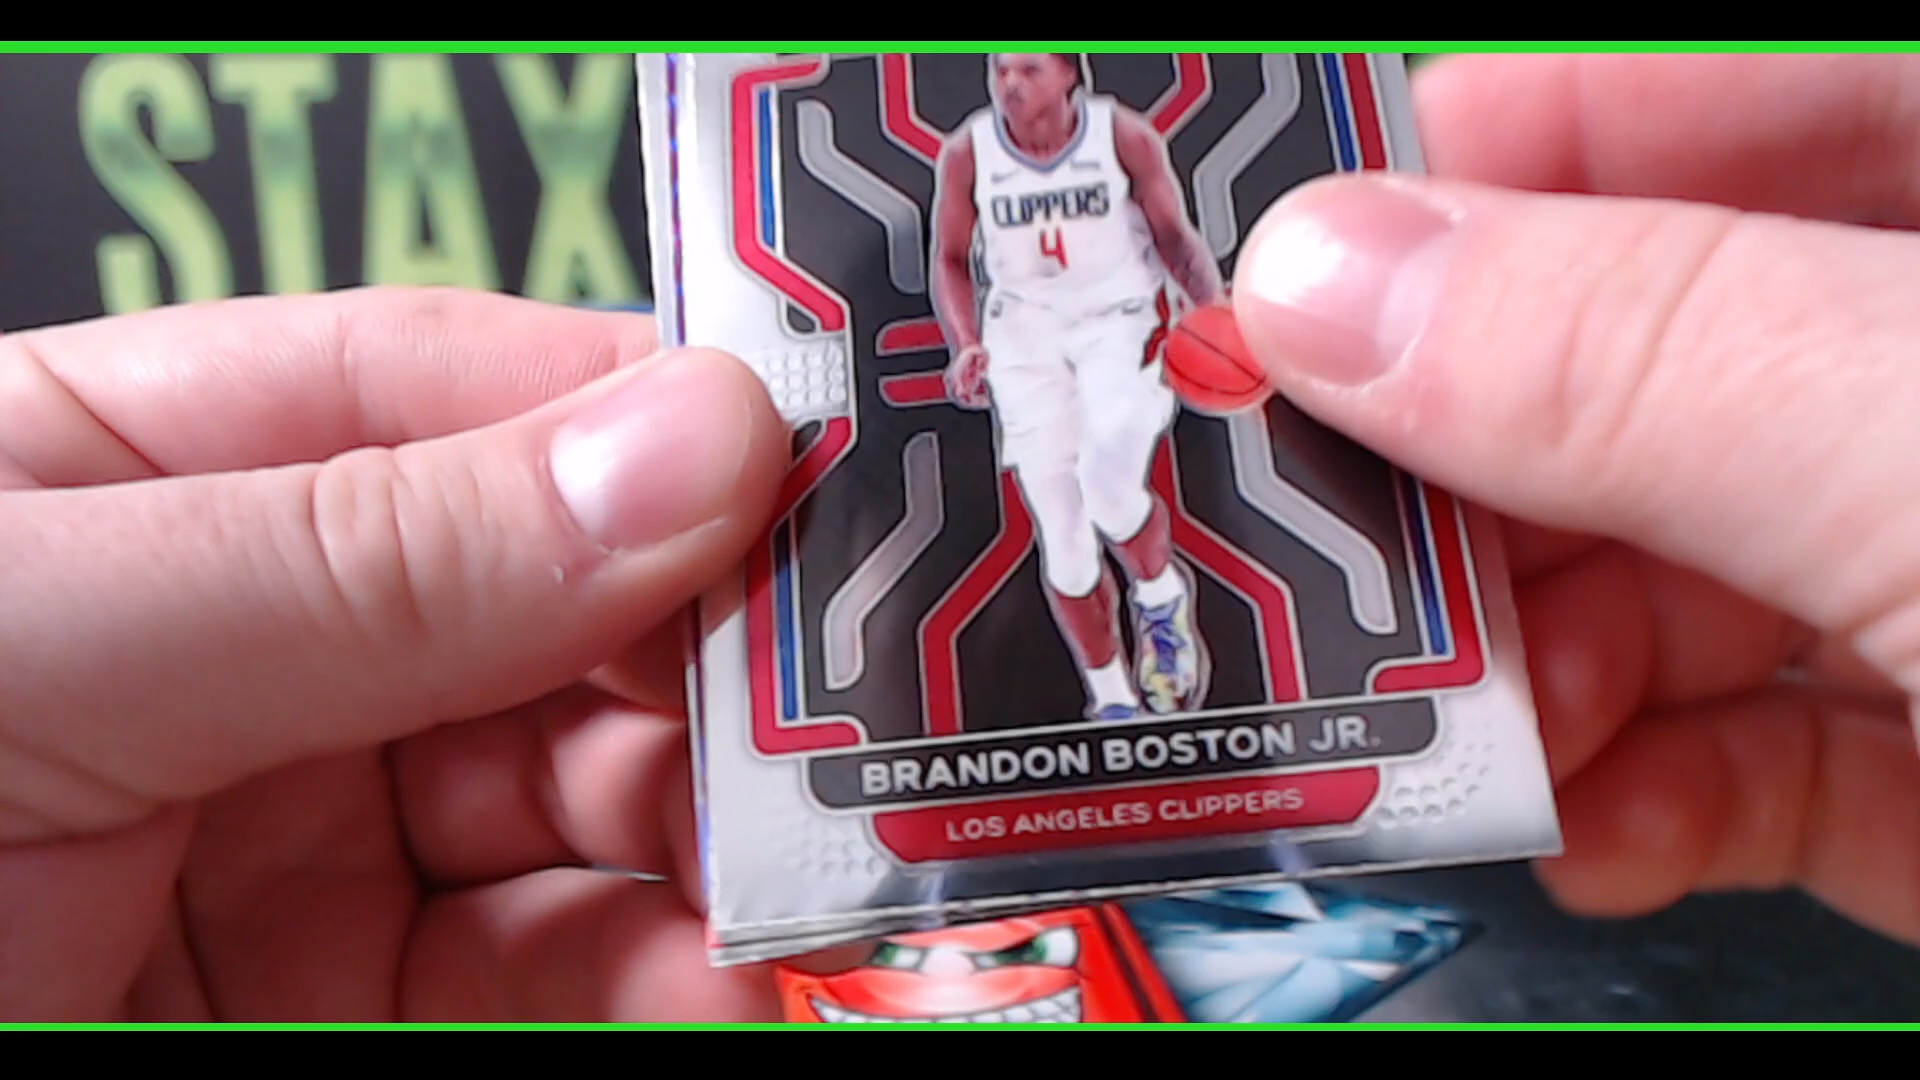 STAX
CLIPPERS
4
BRANDON BOSTON JR.
LOS ANGELES CLIPPERS